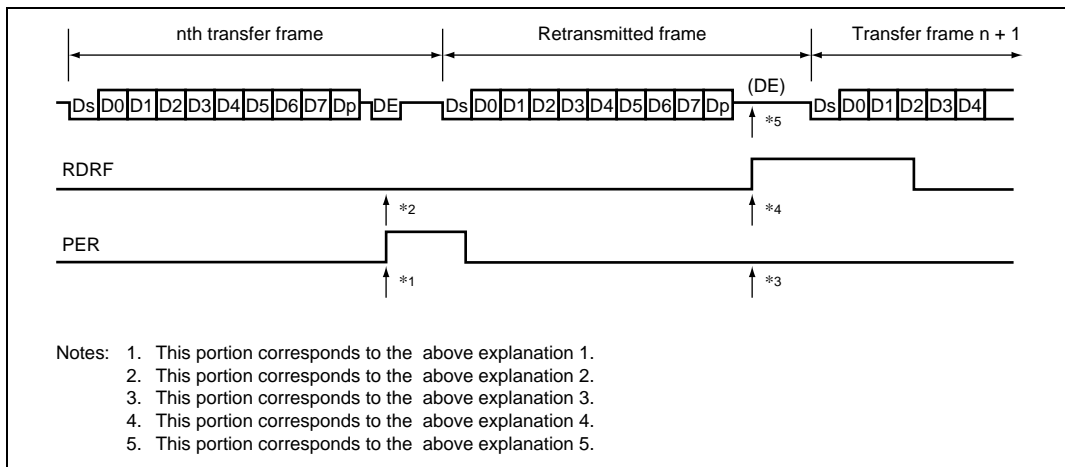 nth transfer frame Retransmitted frame Transfer frame n + 1
(DE)
Ds D0 D1 D2 D3 D4 D5 D6 D7 Dp DE Ds D0 D1 D2 D3 D4 D5 D6 D7 Dp Ds D0 D1 D2 D3 D4
*5
RDRF
*2 *4
PER
*1 *3
Notes: 1. This portion corresponds to the above explanation 1.
2. This portion corresponds to the above explanation 2.
3. This portion corresponds to the above explanation 3.
4. This portion corresponds to the above explanation 4.
5. This portion corresponds to the above explanation 5.